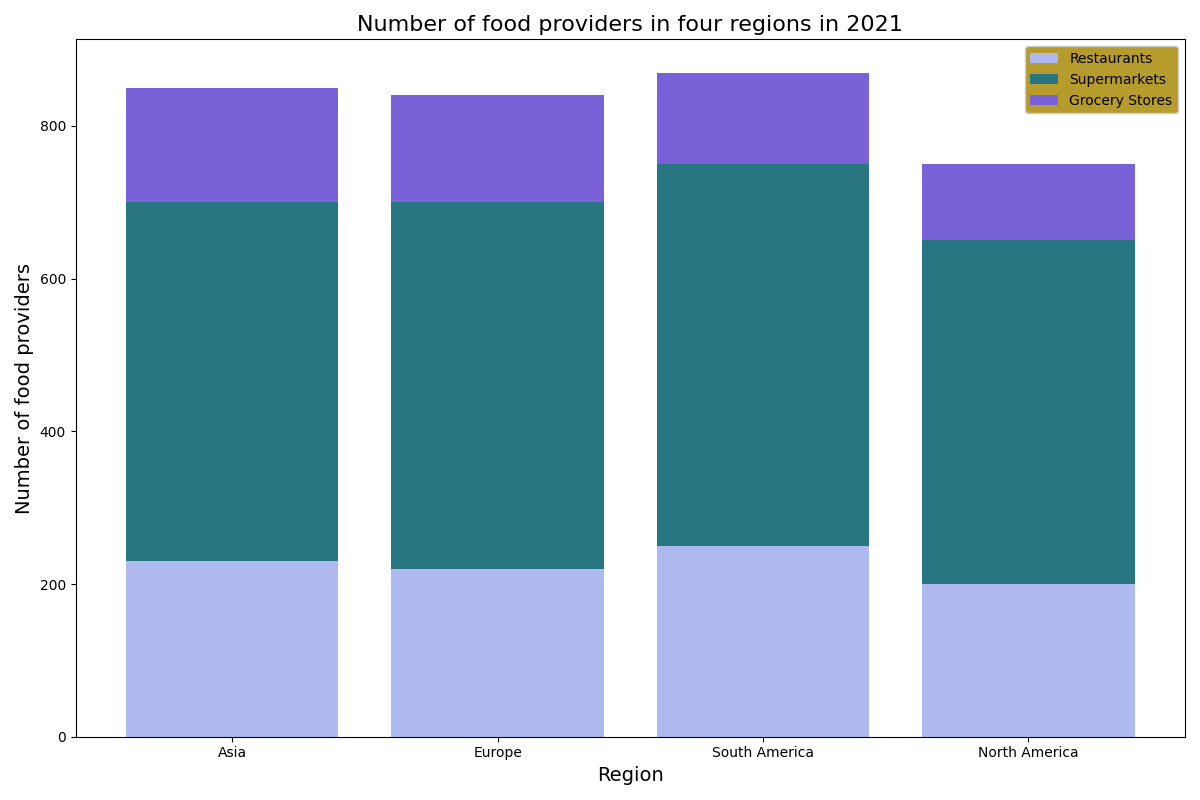 Number of food providers in four regions in 2021
Restaurants
Supermarkets
Grocery Stores
Number of food providers
800
600
400
200
0
Asia
Europe
South America
North America
Region